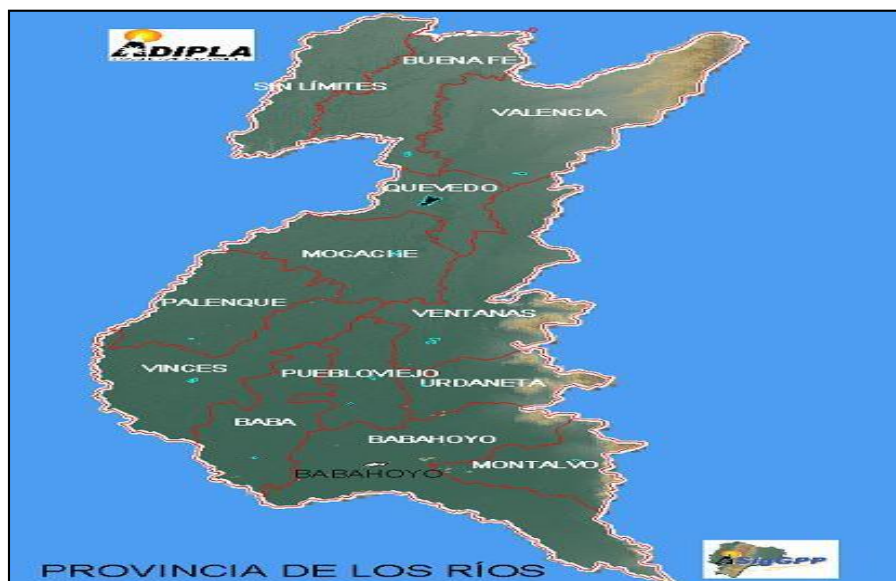 ADIPLA
BUENA FE
SIN LÍMITES
VALENCIA
QUEVEDO
MOCACHE
PALENQUE
VENTANAS
VINCES
PUEBLOVIEJO
URDANETA
BABA
BABAHOYO
MONTALVO
BABAHOYO
PROVINCIA DE LOS RÍOS